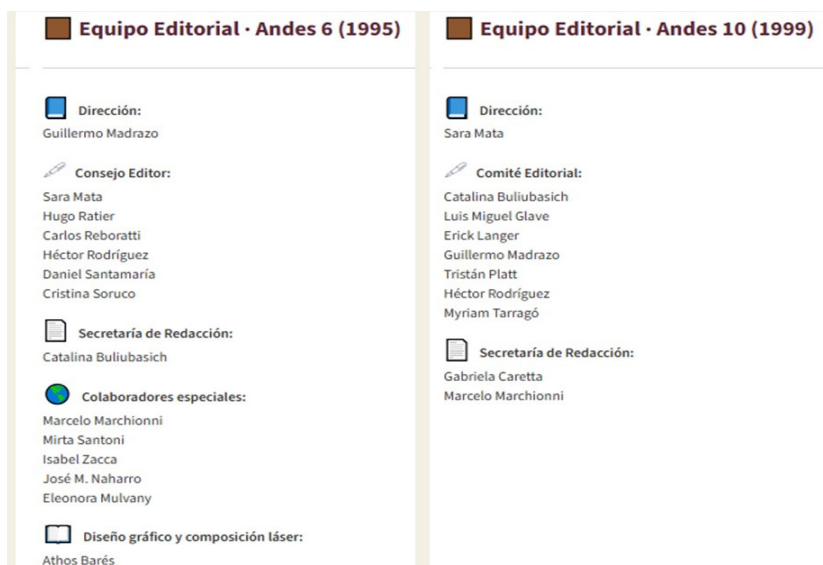 Equipo Editorial · Andes 6 (1995)
Dirección:
Guillermo Madrazo
Consejo Editor:
Sara Mata
Hugo Ratier
Carlos Reboratti
Héctor Rodríguez
Daniel Santamaría
Cristina Soruco
Secretaría de Redacción:
Catalina Buliubasich
Colaboradores especiales:
Marcelo Marchionni
Mirta Santoni
Isabel Zacca
José M. Naharro
Eleonora Mulvany
Diseño gráfico y composición láser:
Athos Barés
Equipo Editorial · Andes 10 (1999)
Dirección:
Sara Mata
Comité Editorial:
Catalina Buliubasich
Luis Miguel Glave
Erick Langer
Guillermo Madrazo
Tristán Platt
Héctor Rodríguez
Myriam Tarragó
Secretaría de Redacción:
Gabriela Caretta
Marcelo Marchionni